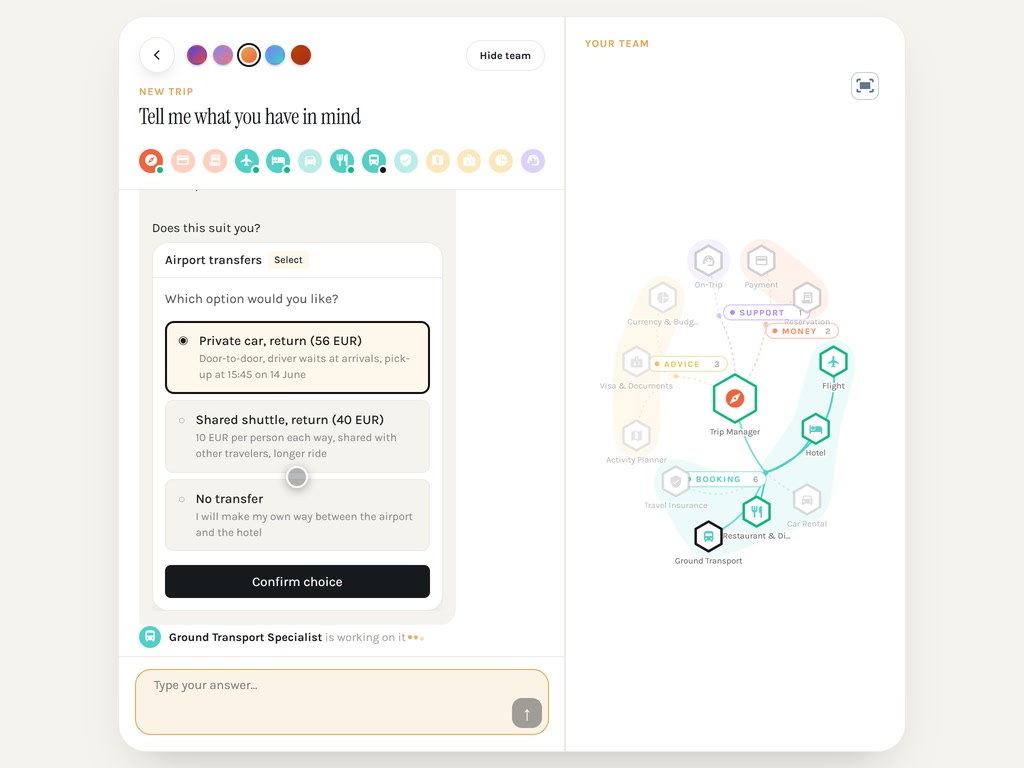 Hide team
NEW TRIP
Tell me what you have in mind
Does this suit you?
Airport transfers
Select
Which option would you like?
Private car, return (56 EUR)
Door-to-door, driver waits at arrivals, pick-
up at 15:45 on 14 June
Shared shuttle, return (40 EUR)
10 EUR per person each way, shared with
other travelers, longer ride
No transfer
I will make my own way between the airport
and the hotel
Confirm choice
Ground Transport Specialist is working on it
Type your answer...
YOUR TEAM
On-Trip
Payment
Currency & Budg...
Reservation
SUPPORT 1
MONEY 2
ADVICE 3
Visa & Documents
Flight
Trip Manager
Activity Planner
Hotel
BOOKING 6
Travel Insurance
Car Rental
Restaurant & Di...
Ground Transport